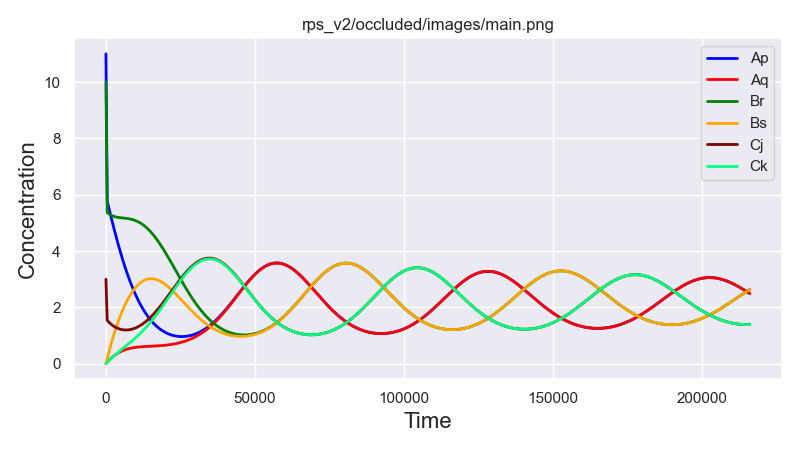 rps_v2/occluded/images/main.png
Concentration
10
8
6
4
2
0
Ap
Aq
Br
Bs
Cj
Ck
0
50000
100000
150000
200000
Time